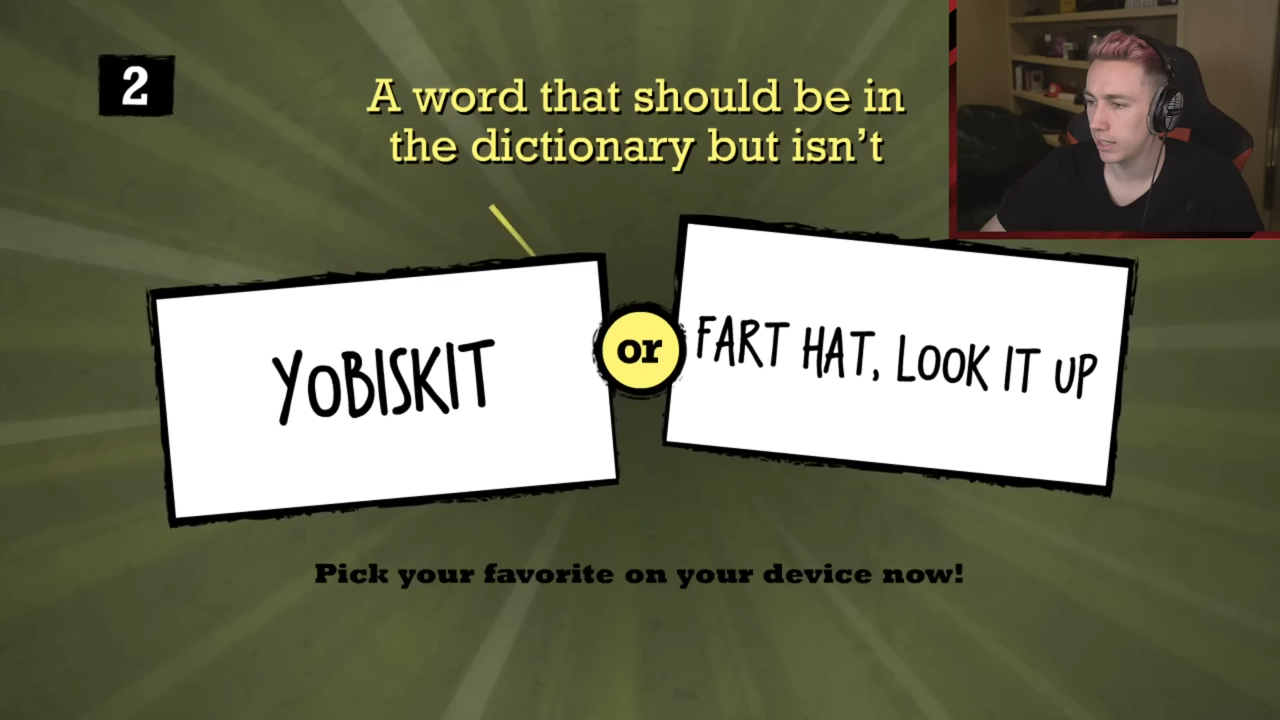 2
A word that should be in
the dictionary but isn't
YOBISKIT
or
FART HAT, LOOK IT UP
Pick your favorite on your device now!